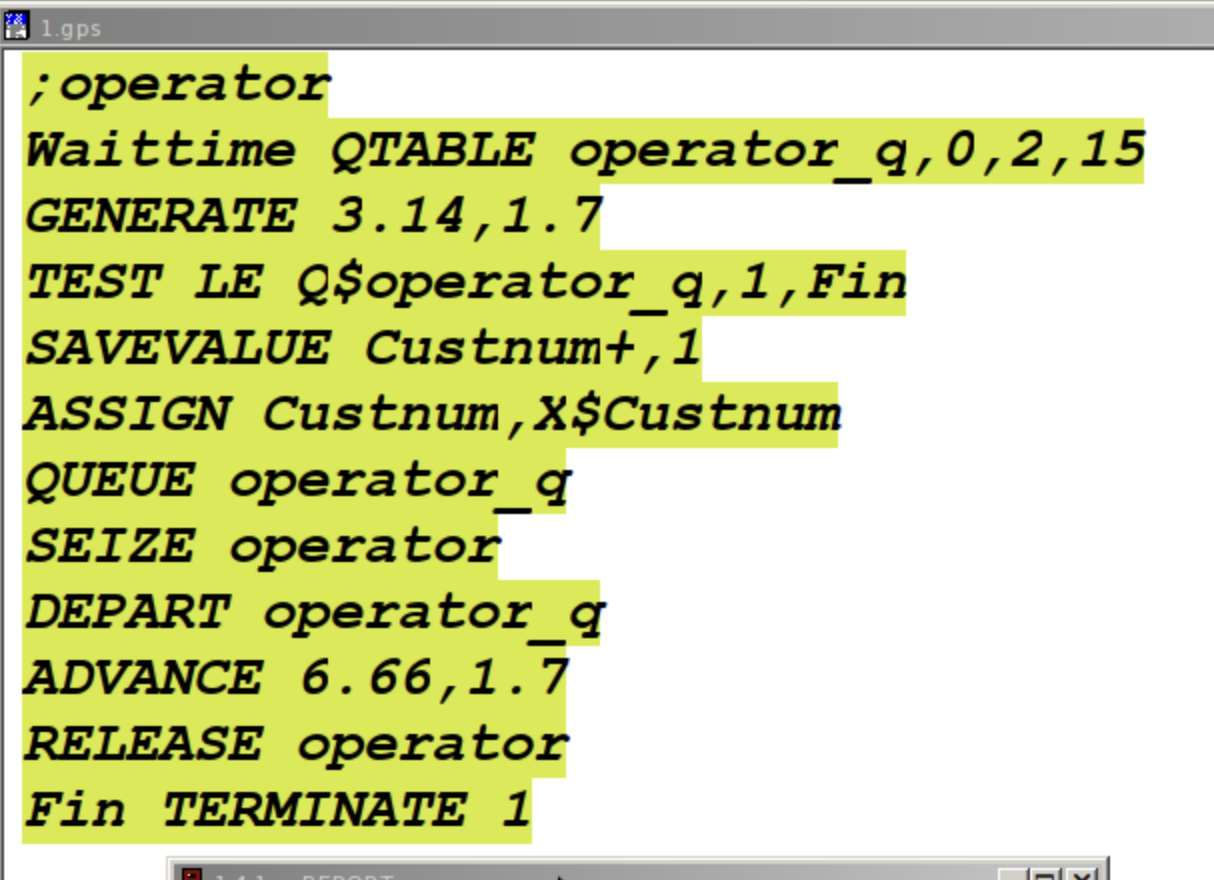 1.gps
;operator
Waittime QTABLE operator_q,0,2,15
GENERATE 3.14,1.7
TEST LE Q$operator_q,1,Fin
SAVEVALUE Custnum+,1
ASSIGN Custnum,X$Custnum
QUEUE operator_q
SEIZE operator
DEPART operator_q
ADVANCE 6.66,1.7
RELEASE operator
Fin TERMINATE 1
REPORT